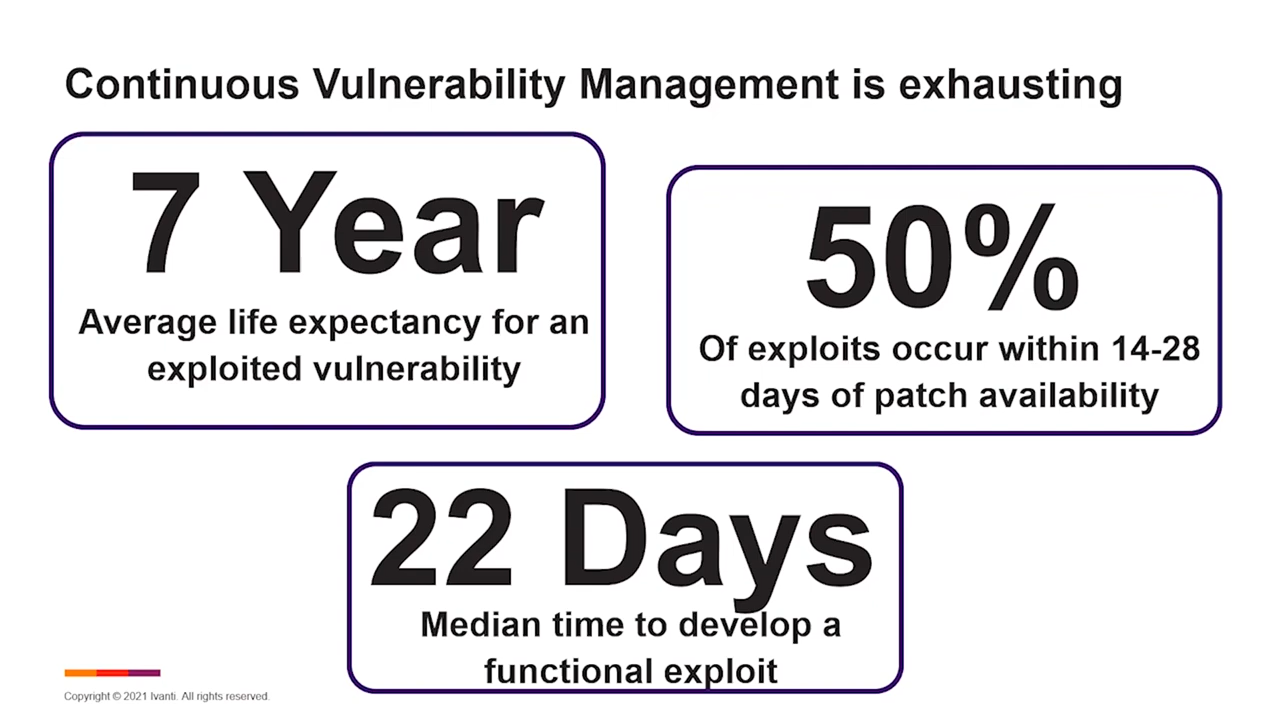 Continuous Vulnerability Management is exhausting
7 Year
Average life expectancy for an
exploited vulnerability
50%
Of exploits occur within 14-28
days of patch availability
22 Days
Median time to develop a
functional exploit
Copyright © 2021 Ivanti. All rights reserved.